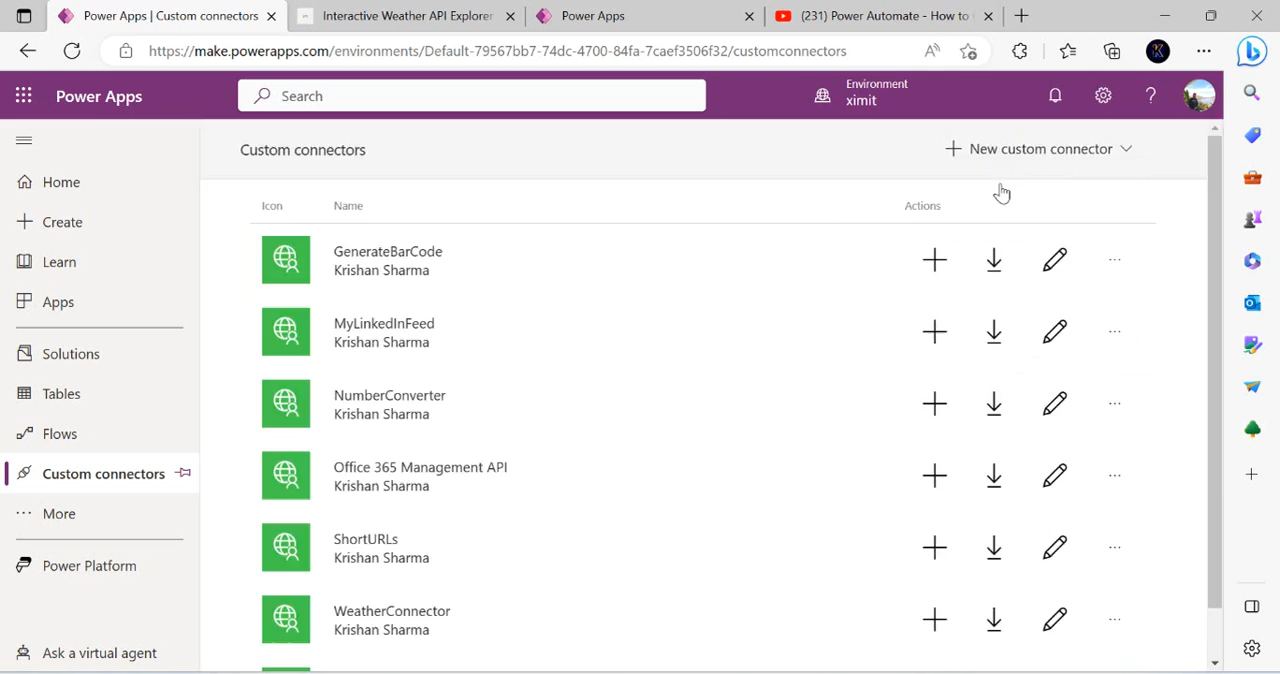 Power Apps | Custom connectors
Interactive Weather API Explorer
Power Apps
(231) Power Automate - How to
https://make.powerapps.com/environments/Default-79567bb7-74dc-4700-84fa-7caef3506f32/customconnectors
Power Apps
Search
Environment
ximit
Home
Create
Learn
Apps
Solutions
Tables
Flows
Custom connectors
More
Power Platform
Ask a virtual agent
Custom connectors
New custom connector
Icon
Name
Actions
GenerateBarCode
Krishan Sharma
MyLinkedInFeed
Krishan Sharma
NumberConverter
Krishan Sharma
Office 365 Management API
Krishan Sharma
ShortURLs
Krishan Sharma
WeatherConnector
Krishan Sharma